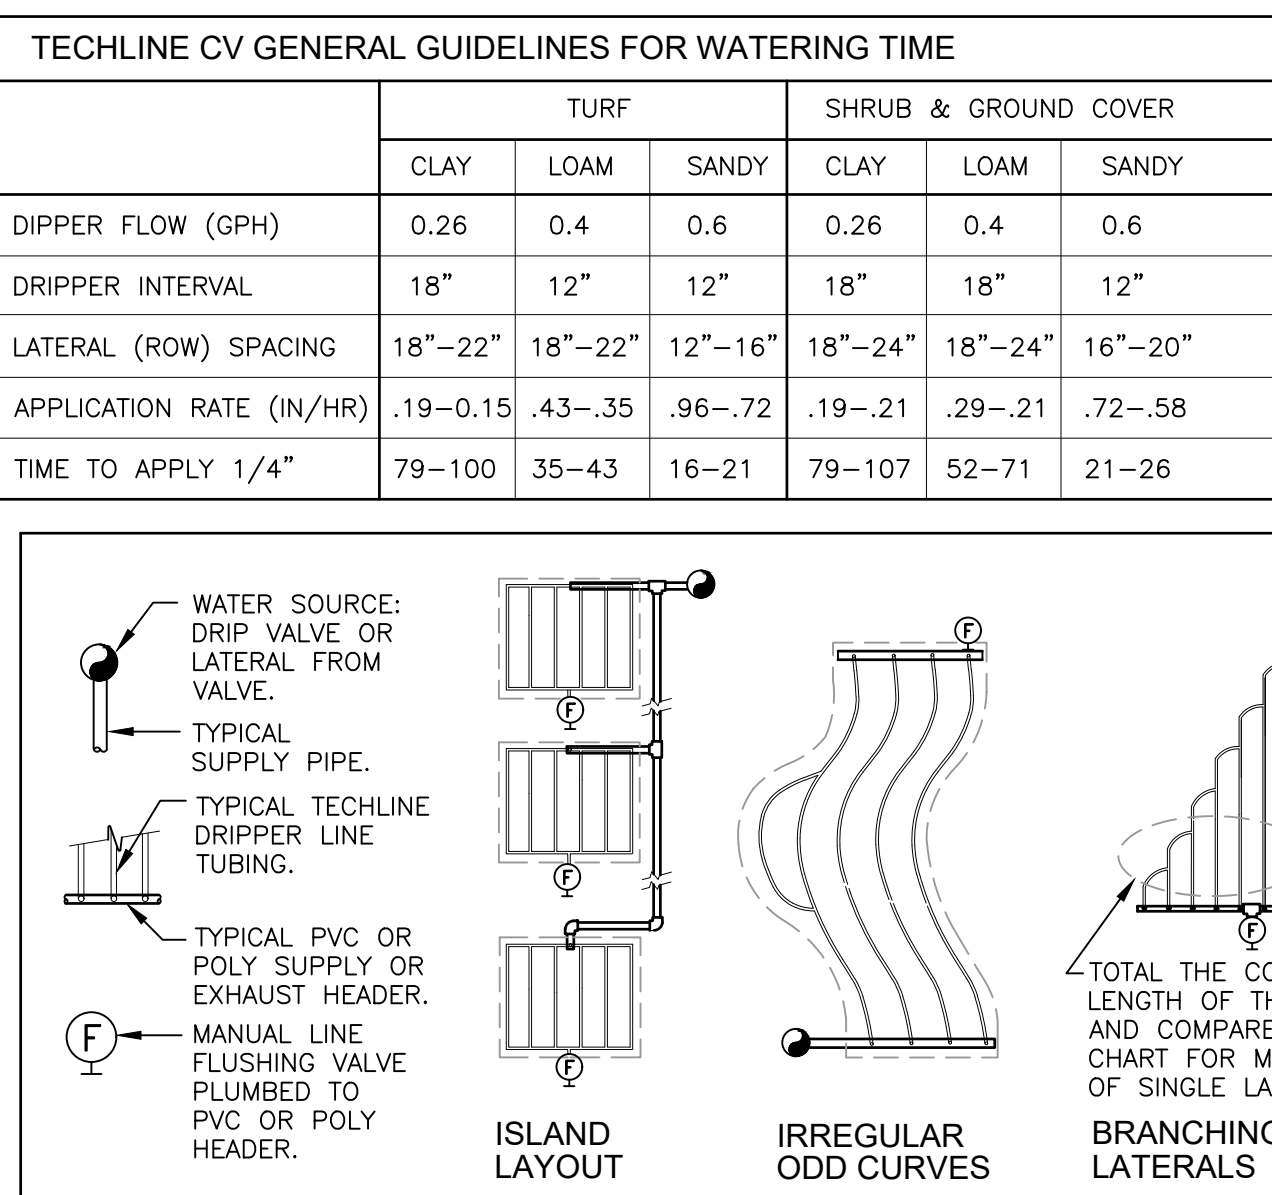 TECHLINE CV GENERAL GUIDELINES FOR WATERING TIME
TURF SHRUB & GROUND COVER
CLAY LOAM SANDY CLAY LOAM SANDY
DIPPER FLOW (GPH) 0.26 0.4 0.6 0.26 0.4 0.6
DRIPPER INTERVAL 18” 12” 12” 18” 18” 12”
LATERAL (ROW) SPACING 18”–22” 18”–22” 12”–16” 18”–24” 18”–24” 16”–20”
APPLICATION RATE (IN/HR) .19–0.15 .43–.35 .96–.72 .19–.21 .29–.21 .72–.58
TIME TO APPLY 1/4” 79–100 35–43 16–21 79–107 52–71 21–26
WATER SOURCE:
DRIP VALVE OR
LATERAL FROM
VALVE.
TYPICAL
SUPPLY PIPE.
TYPICAL TECHLINE
DRIPPER LINE
TUBING.
TYPICAL PVC OR
POLY SUPPLY OR
EXHAUST HEADER.
F
MANUAL LINE
FLUSHING VALVE
PLUMBED TO
PVC OR POLY
HEADER.
F
F
F
ISLAND
LAYOUT
F
IRREGULAR
ODD CURVES
F
TOTAL THE
LENGTH OF
AND COMPARE
CHART FOR
OF SINGLE
BRANCHING
LATERALS